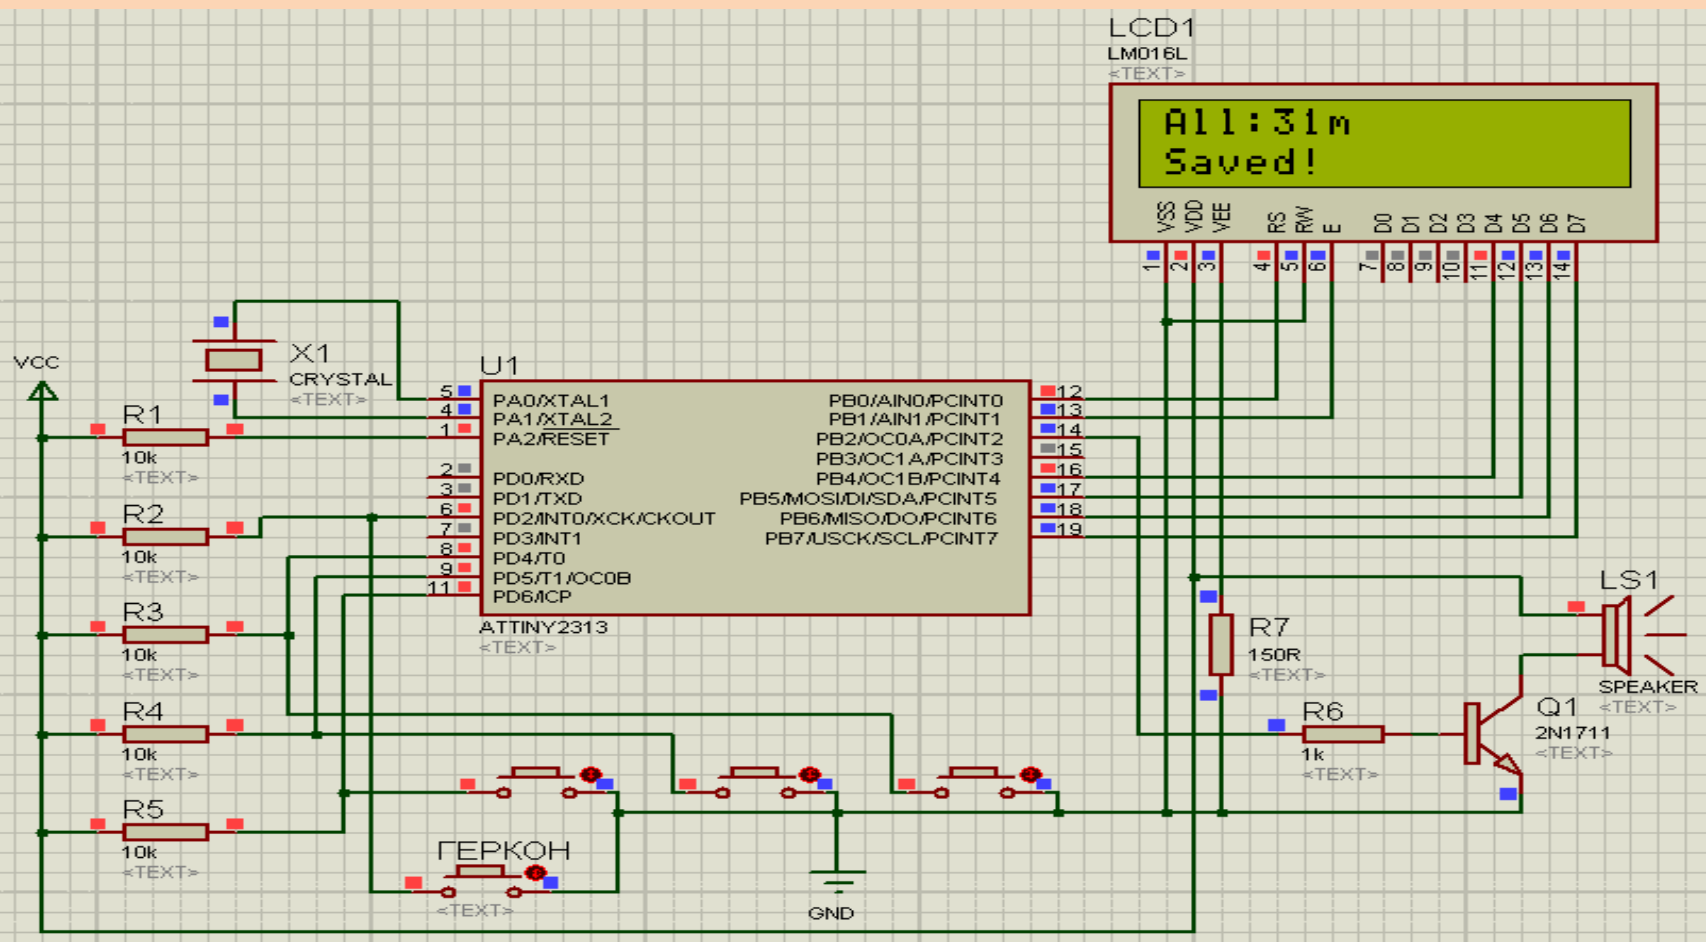 LCD1
LM016L
<TEXT>
All:31m
Saved!
VSS
VDD
VEE
RS
RW
E
D0
D1
D2
D3
D4
D5
D6
D7
1
2
3
4
5
6
7
8
9
10
11
12
13
14
VCC
X1
CRYSTAL
<TEXT>
R1
10k
<TEXT>
R2
10k
<TEXT>
R3
10k
<TEXT>
R4
10k
<TEXT>
R5
10k
<TEXT>
U1
5 PA0/XTAL1
4 PA1/XTAL2
1 PA2/RESET
2 PD0/RXD
3 PD1/TXD
6 PD2/INT0/XCK/CKOUT
7 PD3/INT1
8 PD4/T0
9 PD5/T1/OC0B
11 PD6/ICP
PB0/AIN0/PCINT0 12
PB1/AIN1/PCINT1 13
PB2/OC0A/PCINT2 14
PB3/OC1A/PCINT3 15
PB4/OC1B/PCINT4 16
PB5/MOSI/DI/SDA/PCINT5 17
PB6/MISO/DO/PCINT6 18
PB7/USCK/SCL/PCINT7 19
ATTINY2313
<TEXT>
LS1
SPEAKER
<TEXT>
R7
150R
<TEXT>
R6
1k
<TEXT>
Q1
2N1711
<TEXT>
ГЕРКОН
<TEXT>
GND